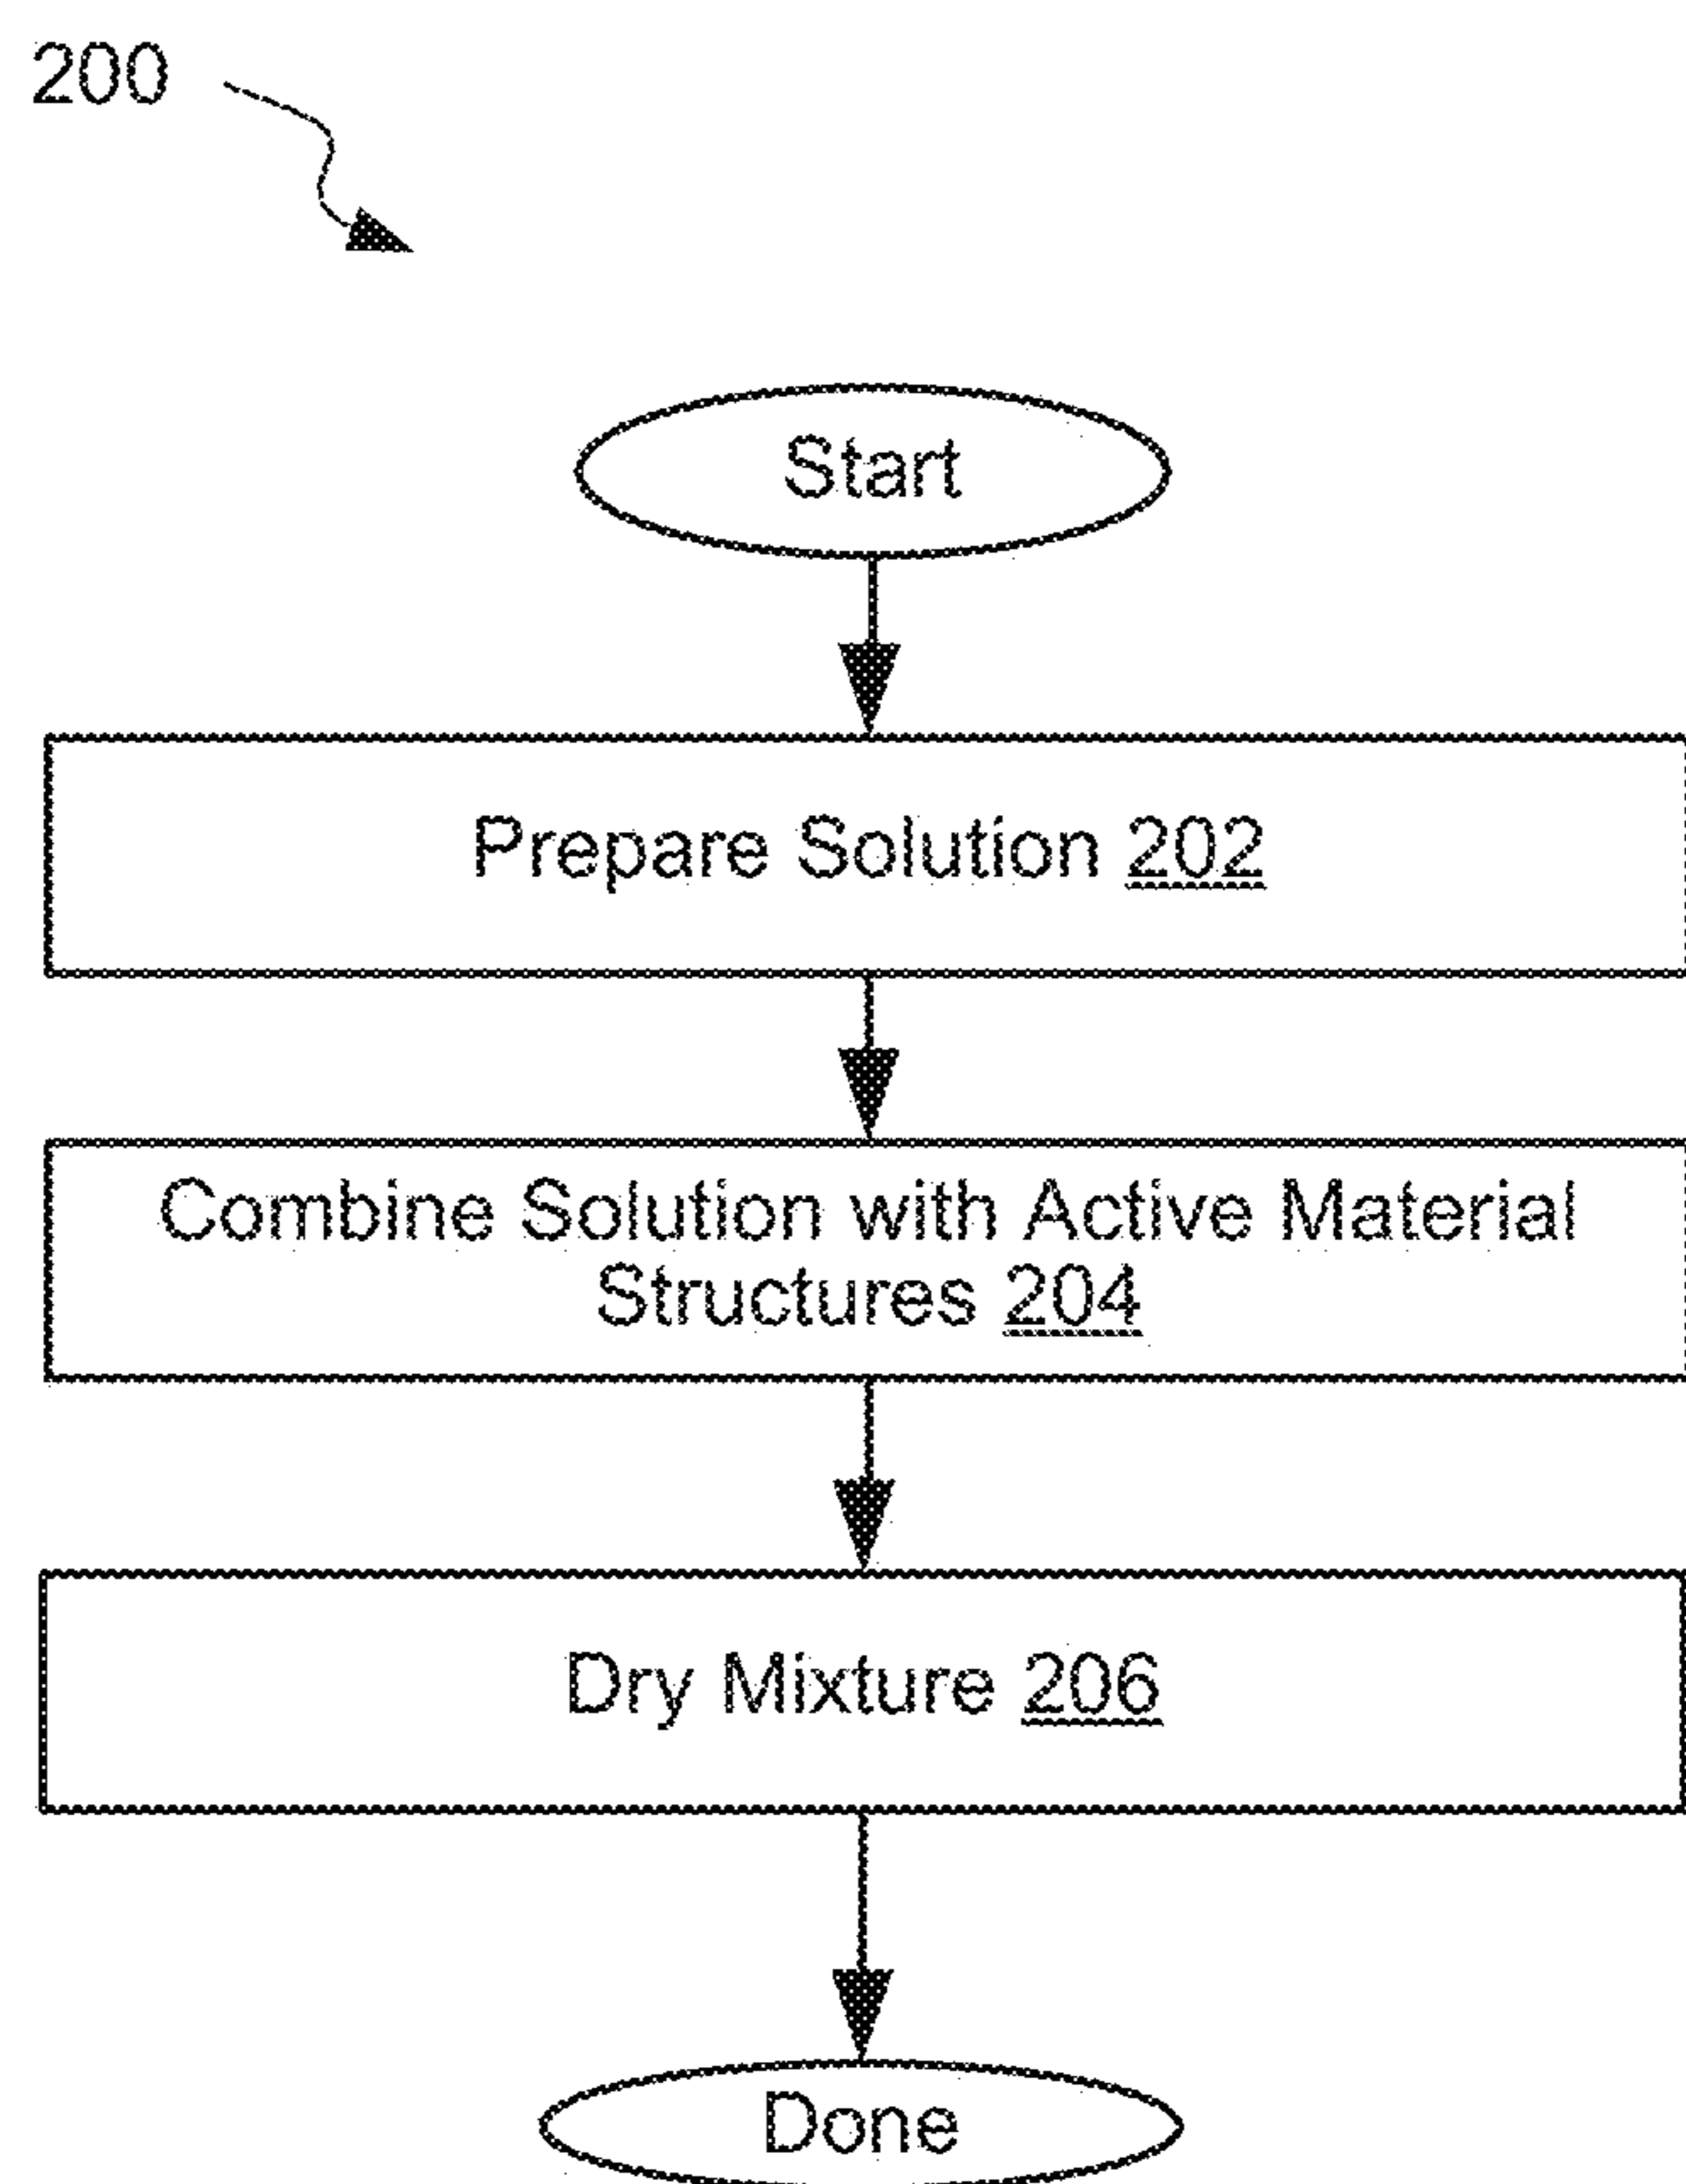 200
Start
Prepare Solution 202
Combine Solution with Active Material
Structures 204
Dry Mixture 206
Done